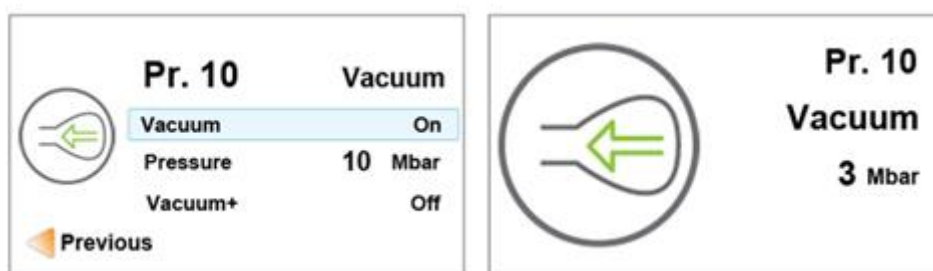 Pr. 10 Vacuum
Vacuum On
Pressure 10 Mbar
Vacuum+ Off
Previous
Pr. 10
Vacuum
3 Mbar